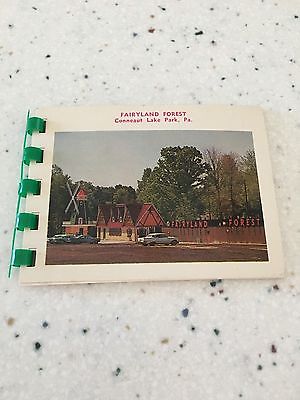 FAIRYLAND FOREST
Conneaut Lake Park, Pa.
FAIRYLAND FOREST